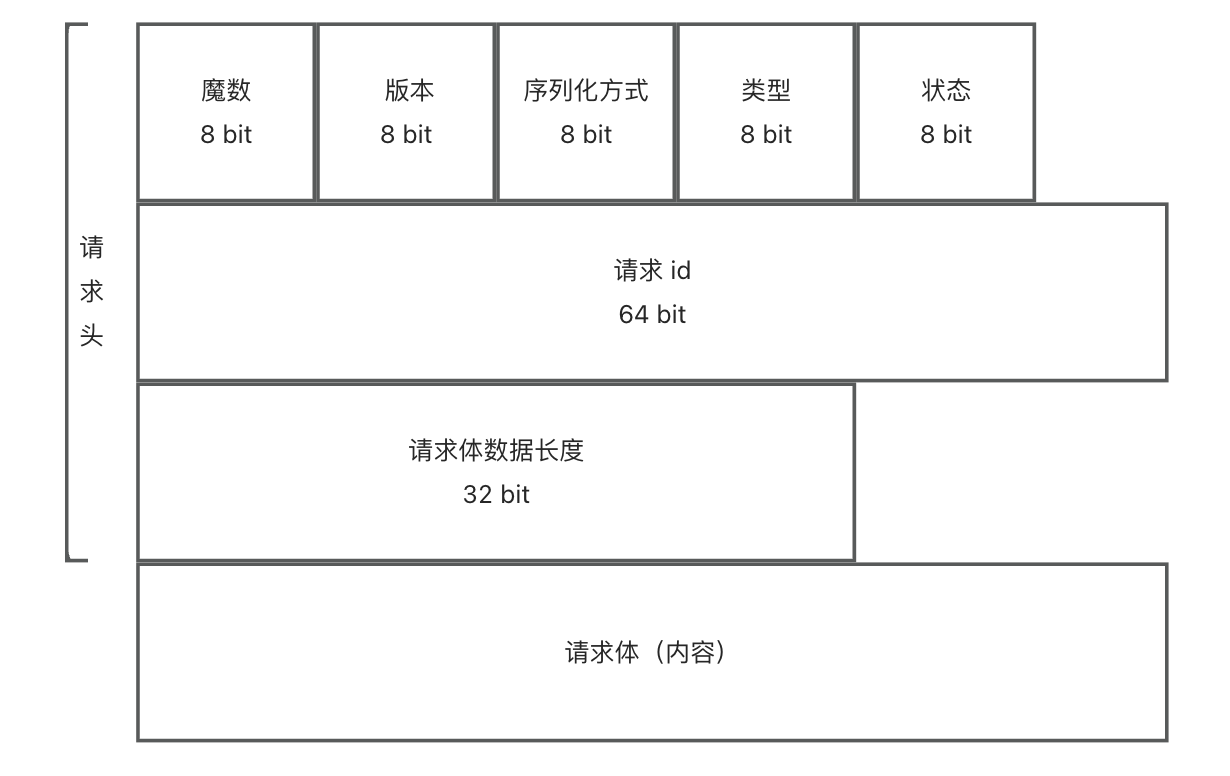 魔数
8 bit
版本
8 bit
序列化方式
8 bit
类型
8 bit
状态
8 bit
请
求
头
请求 id
64 bit
请求体数据长度
32 bit
请求体（内容）